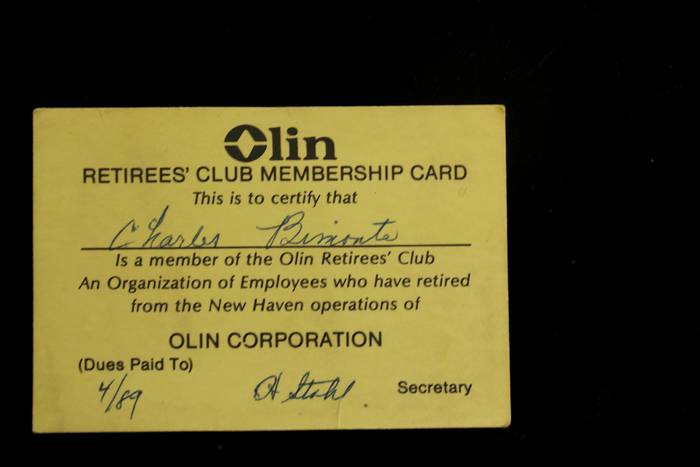 Olin
RETIREES' CLUB MEMBERSHIP CARD
This is to certify that
Charles Bimonte
Is a member of the Olin Retirees' Club
An Organization of Employees who have retired
from the New Haven operations of
OLIN CORPORATION
(Dues Paid To)
4/89 H Stahl Secretary